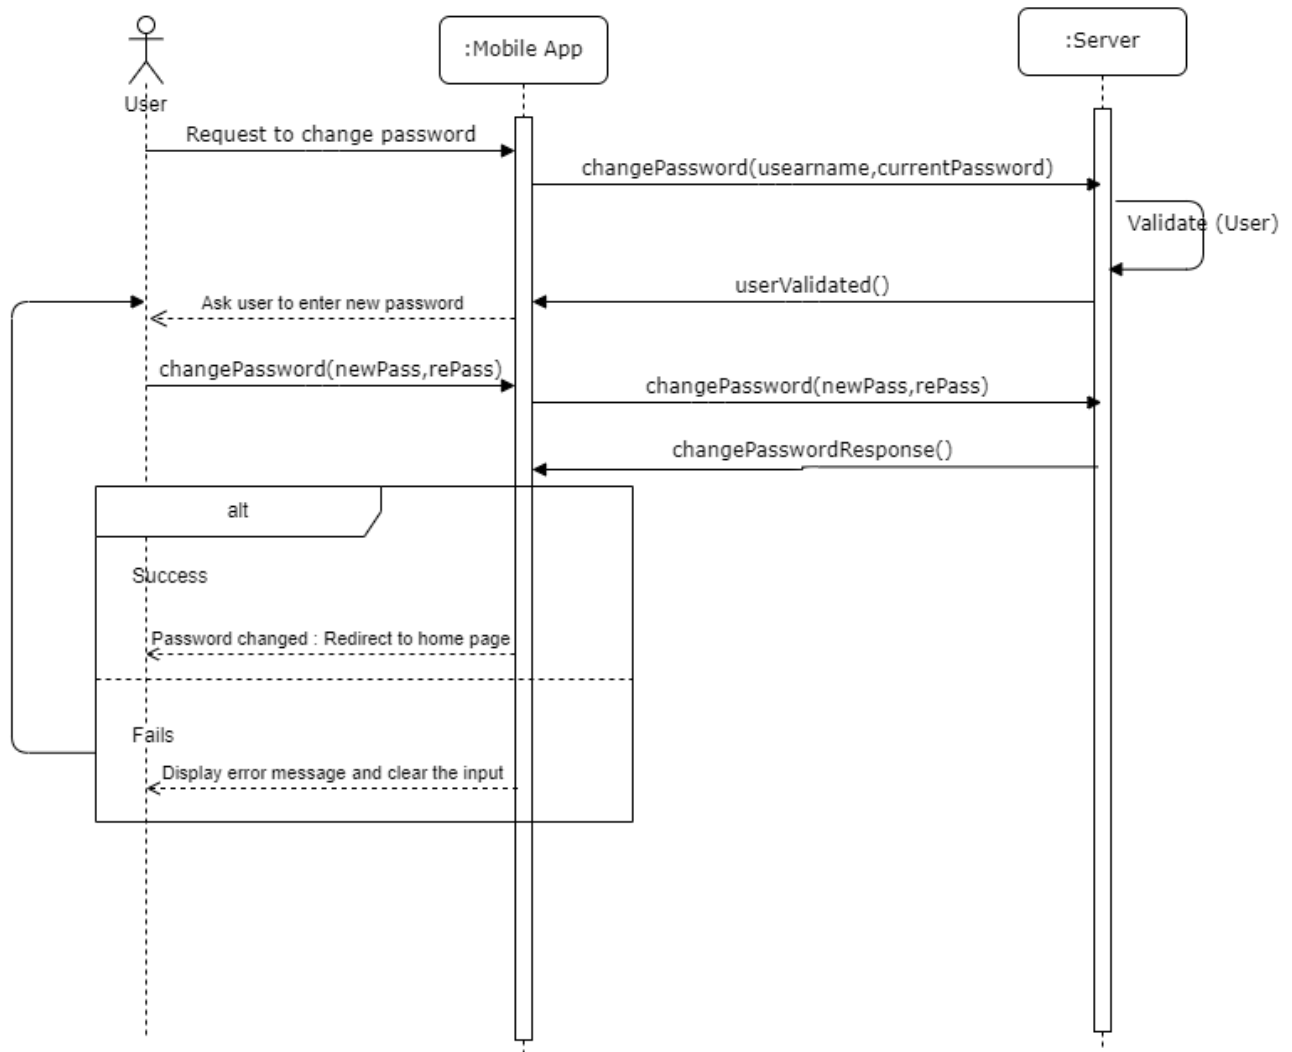 :Mobile App
:Server
User
Request to change password
changePassword(usearname,currentPassword)
Validate (User)
userValidated()
Ask user to enter new password
changePassword(newPass,rePass)
changePassword(newPass,rePass)
changePasswordResponse()
alt
Success
Password changed : Redirect to home page
Fails
Display error message and clear the input